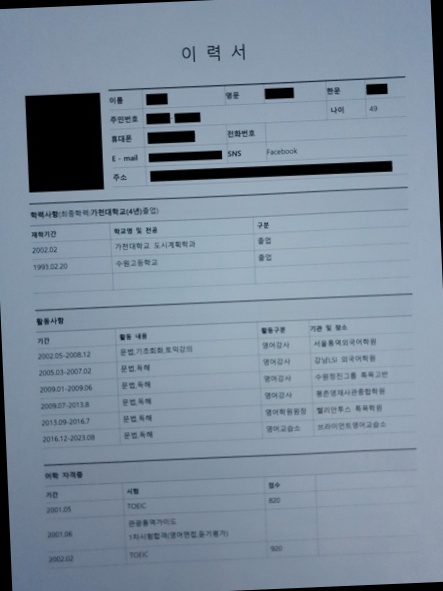 이 력 서
이름 영문 한문
주민번호 - 나이 49
휴대폰 전화번호
E - mail SNS Facebook
주소
학력사항(최종학력:가천대학교(4년)졸업)
재학기간 학교명 및 전공 구분
2002.02 가천대학교 도시계획학과 졸업
1993.02.20 수원고등학교 졸업
활동사항
기간 활동 내용 활동구분 기관 및 장소
2002.05-2008.12 문법,기초회화,토익강의 영어강사 서울통역외국어학원
2005.03-2007.02 문법,독해 영어강사 강남LSI 외국어학원
2009.01-2009.06 문법,독해 영어강사 수원정진그룹 특목고반
2009.07-2013.8 문법,독해 영어강사 평촌영재사관종합학원
2013.09-2016.7 문법,독해 영어학원원장 헬리안투스 특목학원
2016.12-2023.08 문법,독해 영어교습소 브라이언트영어교습소
어학 자격증
기간 시험 점수
2001.05 TOEIC 820
2001.06 관광통역가이드
1차시험합격(영어면접,듣기평가)
2002.02 TOEIC 920